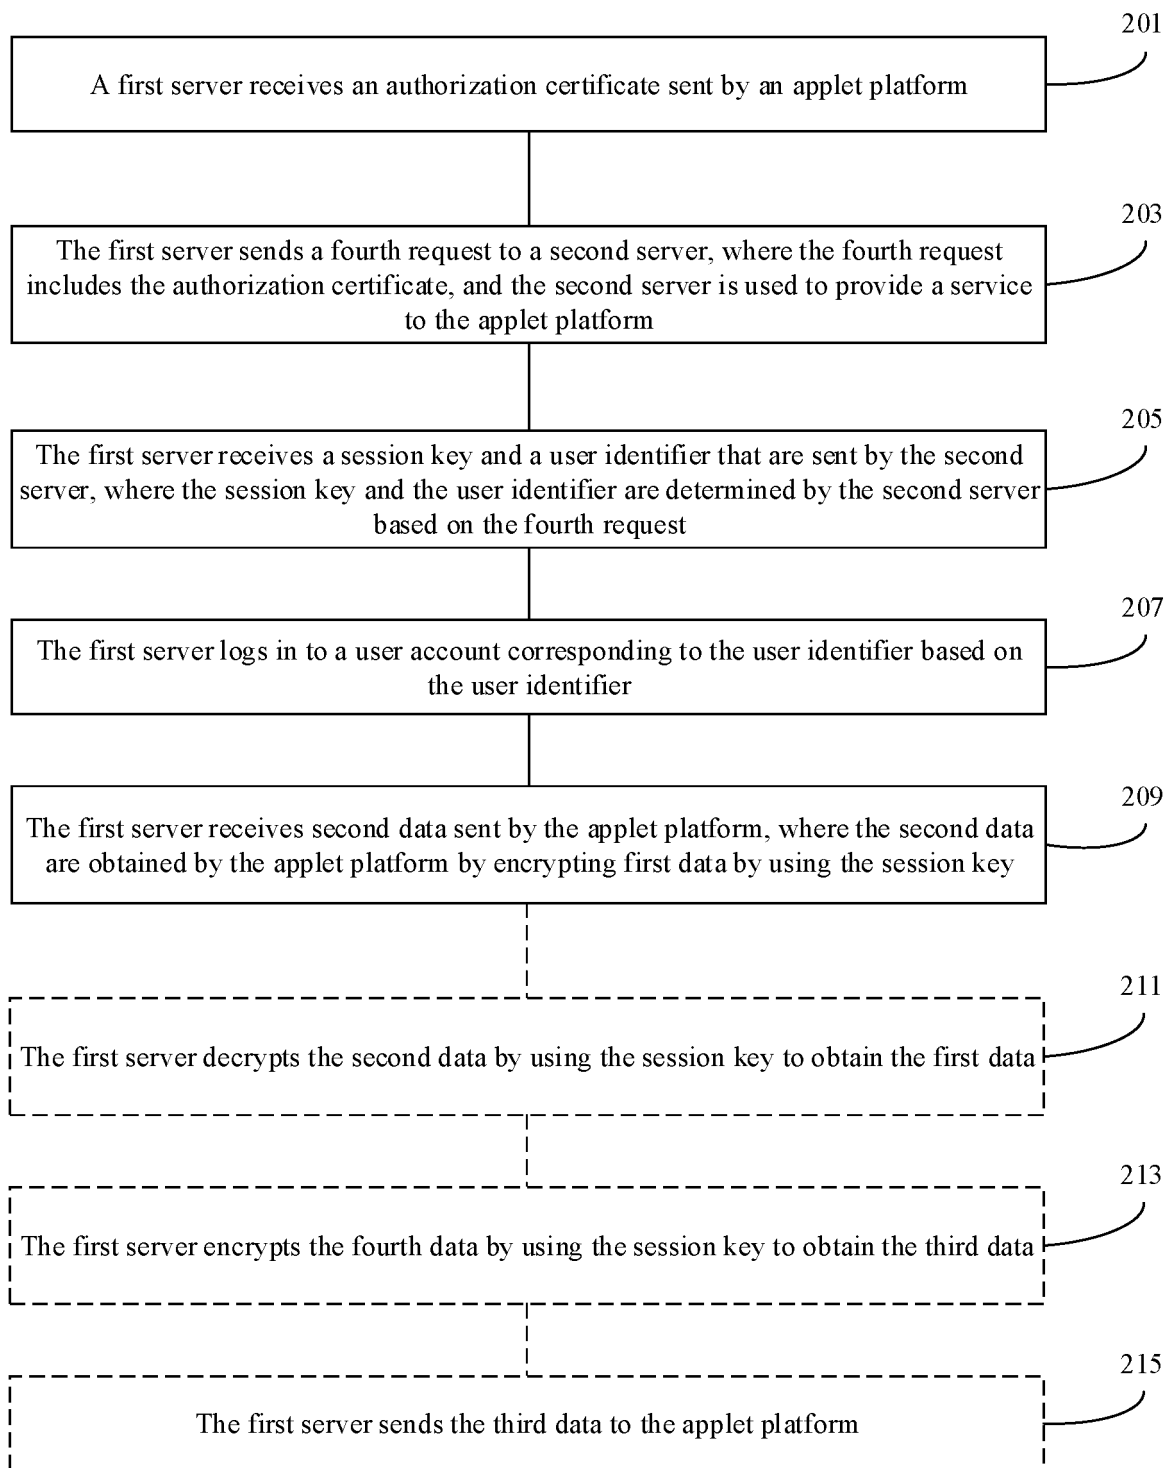 201
A first server receives an authorization certificate sent by an applet platform
203
The first server sends a fourth request to a second server, where the fourth request
includes the authorization certificate, and the second server is used to provide a service
to the applet platform
205
The first server receives a session key and a user identifier that are sent by the second
server, where the session key and the user identifier are determined by the second server
based on the fourth request
207
The first server logs in to a user account corresponding to the user identifier based on
the user identifier
209
The first server receives second data sent by the applet platform, where the second data
are obtained by the applet platform by encrypting first data by using the session key
211
The first server decrypts the second data by using the session key to obtain the first data
213
The first server encrypts the fourth data by using the session key to obtain the third data
215
The first server sends the third data to the applet platform